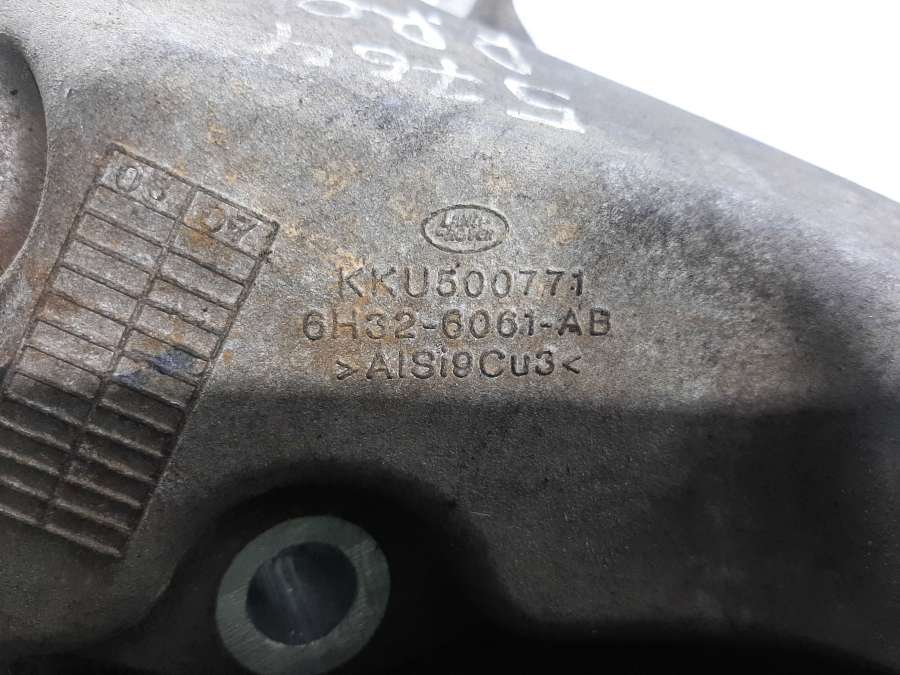 03 07
Land-
Rover
KKU500771
6H32-6061-AB
>AlSi9Cu3<